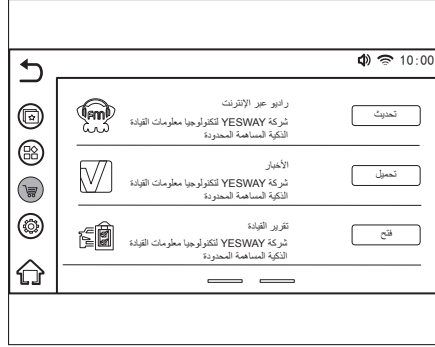 10:00
راديو عبر الإنترنت
شركة YESWAY لتكنولوجيا معلومات القيادة
الذكية المساهمة المحدودة
تحديث
الأخبار
شركة YESWAY لتكنولوجيا معلومات القيادة
الذكية المساهمة المحدودة
تحميل
تقرير القيادة
شركة YESWAY لتكنولوجيا معلومات القيادة
الذكية المساهمة المحدودة
فتح